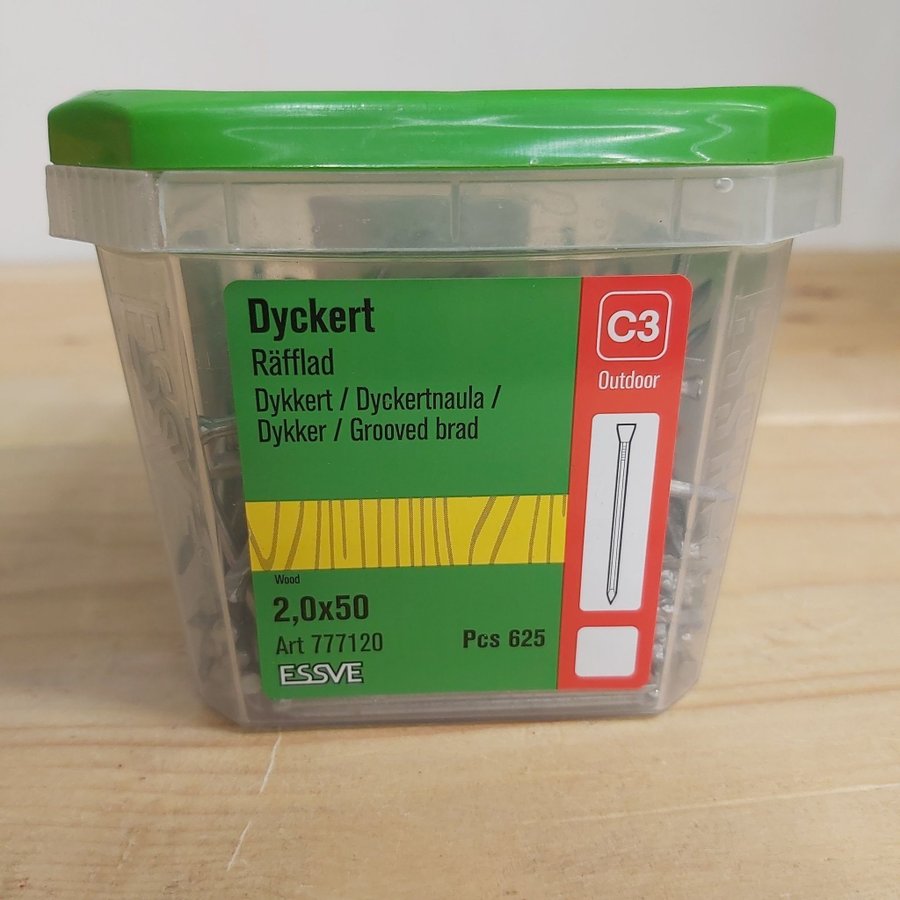 Dyckert
Räfflad
Dykkert / Dyckertnaula /
Dykker / Grooved brad
C3
Outdoor
Wood
2,0x50
Art 777120
Pcs 625
ESSVE